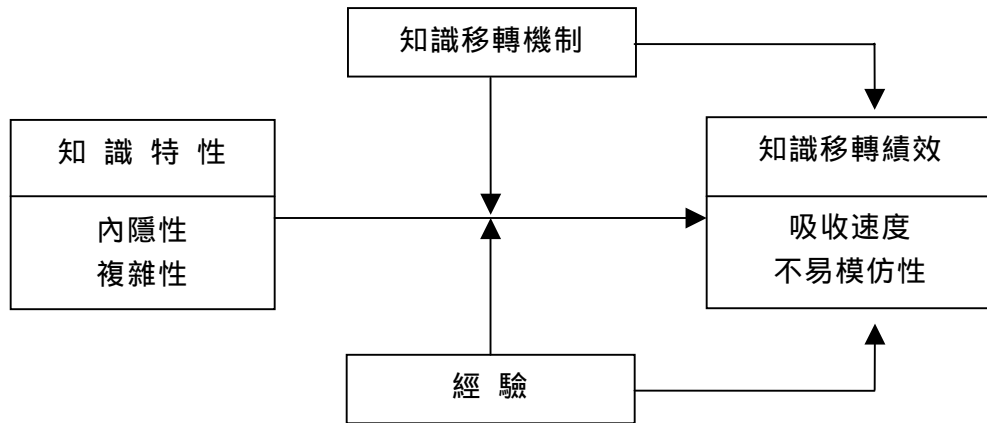 知識移轉機制
知 識 特 性
內隱性
複雜性
知識移轉績效
吸收速度
不易模仿性
經 驗